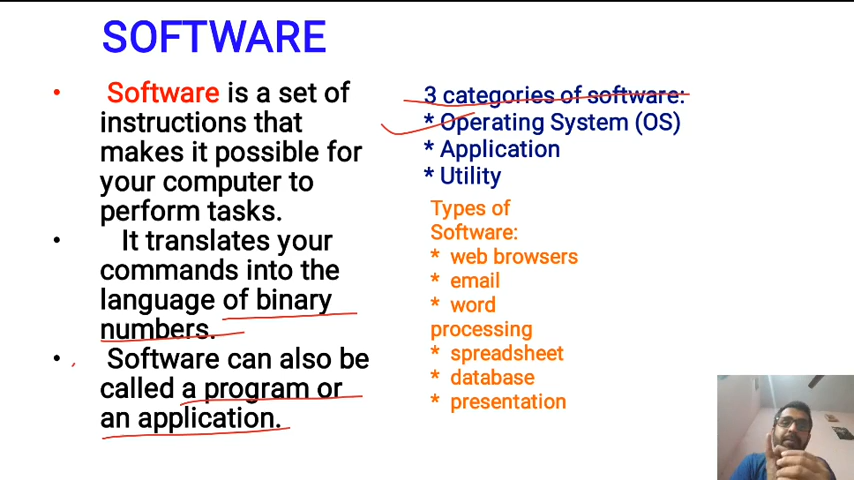 SOFTWARE
• Software is a set of
instructions that
makes it possible for
your computer to
perform tasks.
• It translates your
commands into the
language of binary
numbers.
• Software can also be
called a program or
an application.
3 categories of software:
* Operating System (OS)
* Application
* Utility
Types of
Software:
* web browsers
* email
* word
processing
* spreadsheet
* database
* presentation